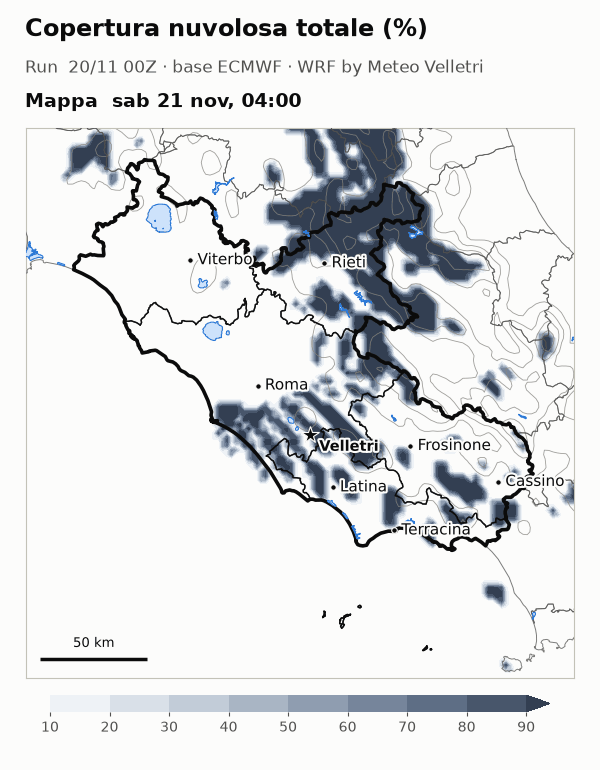 Copertura nuvolosa totale (%)
Run 20/11 00Z · base ECMWF · WRF by Meteo Velletri
Mappa sab 21 nov, 04:00
Viterbo
Rieti
Roma
Velletri
Frosinone
Latina
Cassino
Terracina
50 km
10 20 30 40 50 60 70 80 90